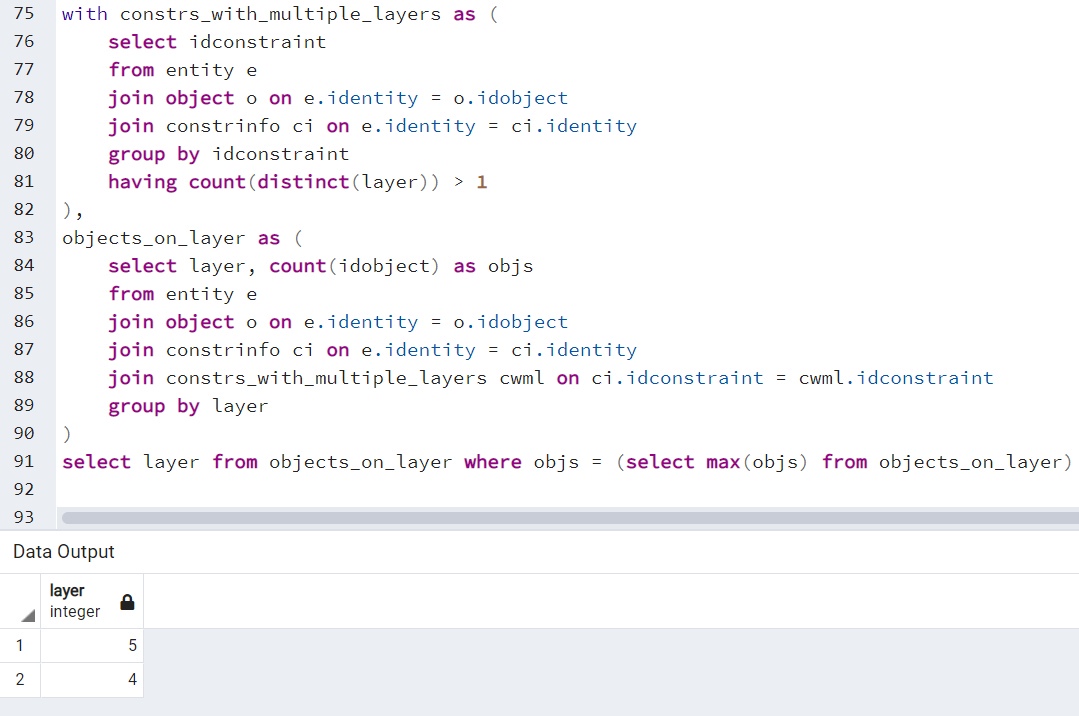 75 with constrs_with_multiple_layers as (
76     select idconstraint
77     from entity e
78     join object o on e.identity = o.idobject
79     join constrinfo ci on e.identity = ci.identity
80     group by idconstraint
81     having count(distinct(layer)) > 1
82 ),
83 objects_on_layer as (
84     select layer, count(idobject) as objs
85     from entity e
86     join object o on e.identity = o.idobject
87     join constrinfo ci on e.identity = ci.identity
88     join constrs_with_multiple_layers cwml on ci.idconstraint = cwml.idconstraint
89     group by layer
90 )
91 select layer from objects_on_layer where objs = (select max(objs) from objects_on_layer)
92
93
Data Output
layer
integer
1 5
2 4